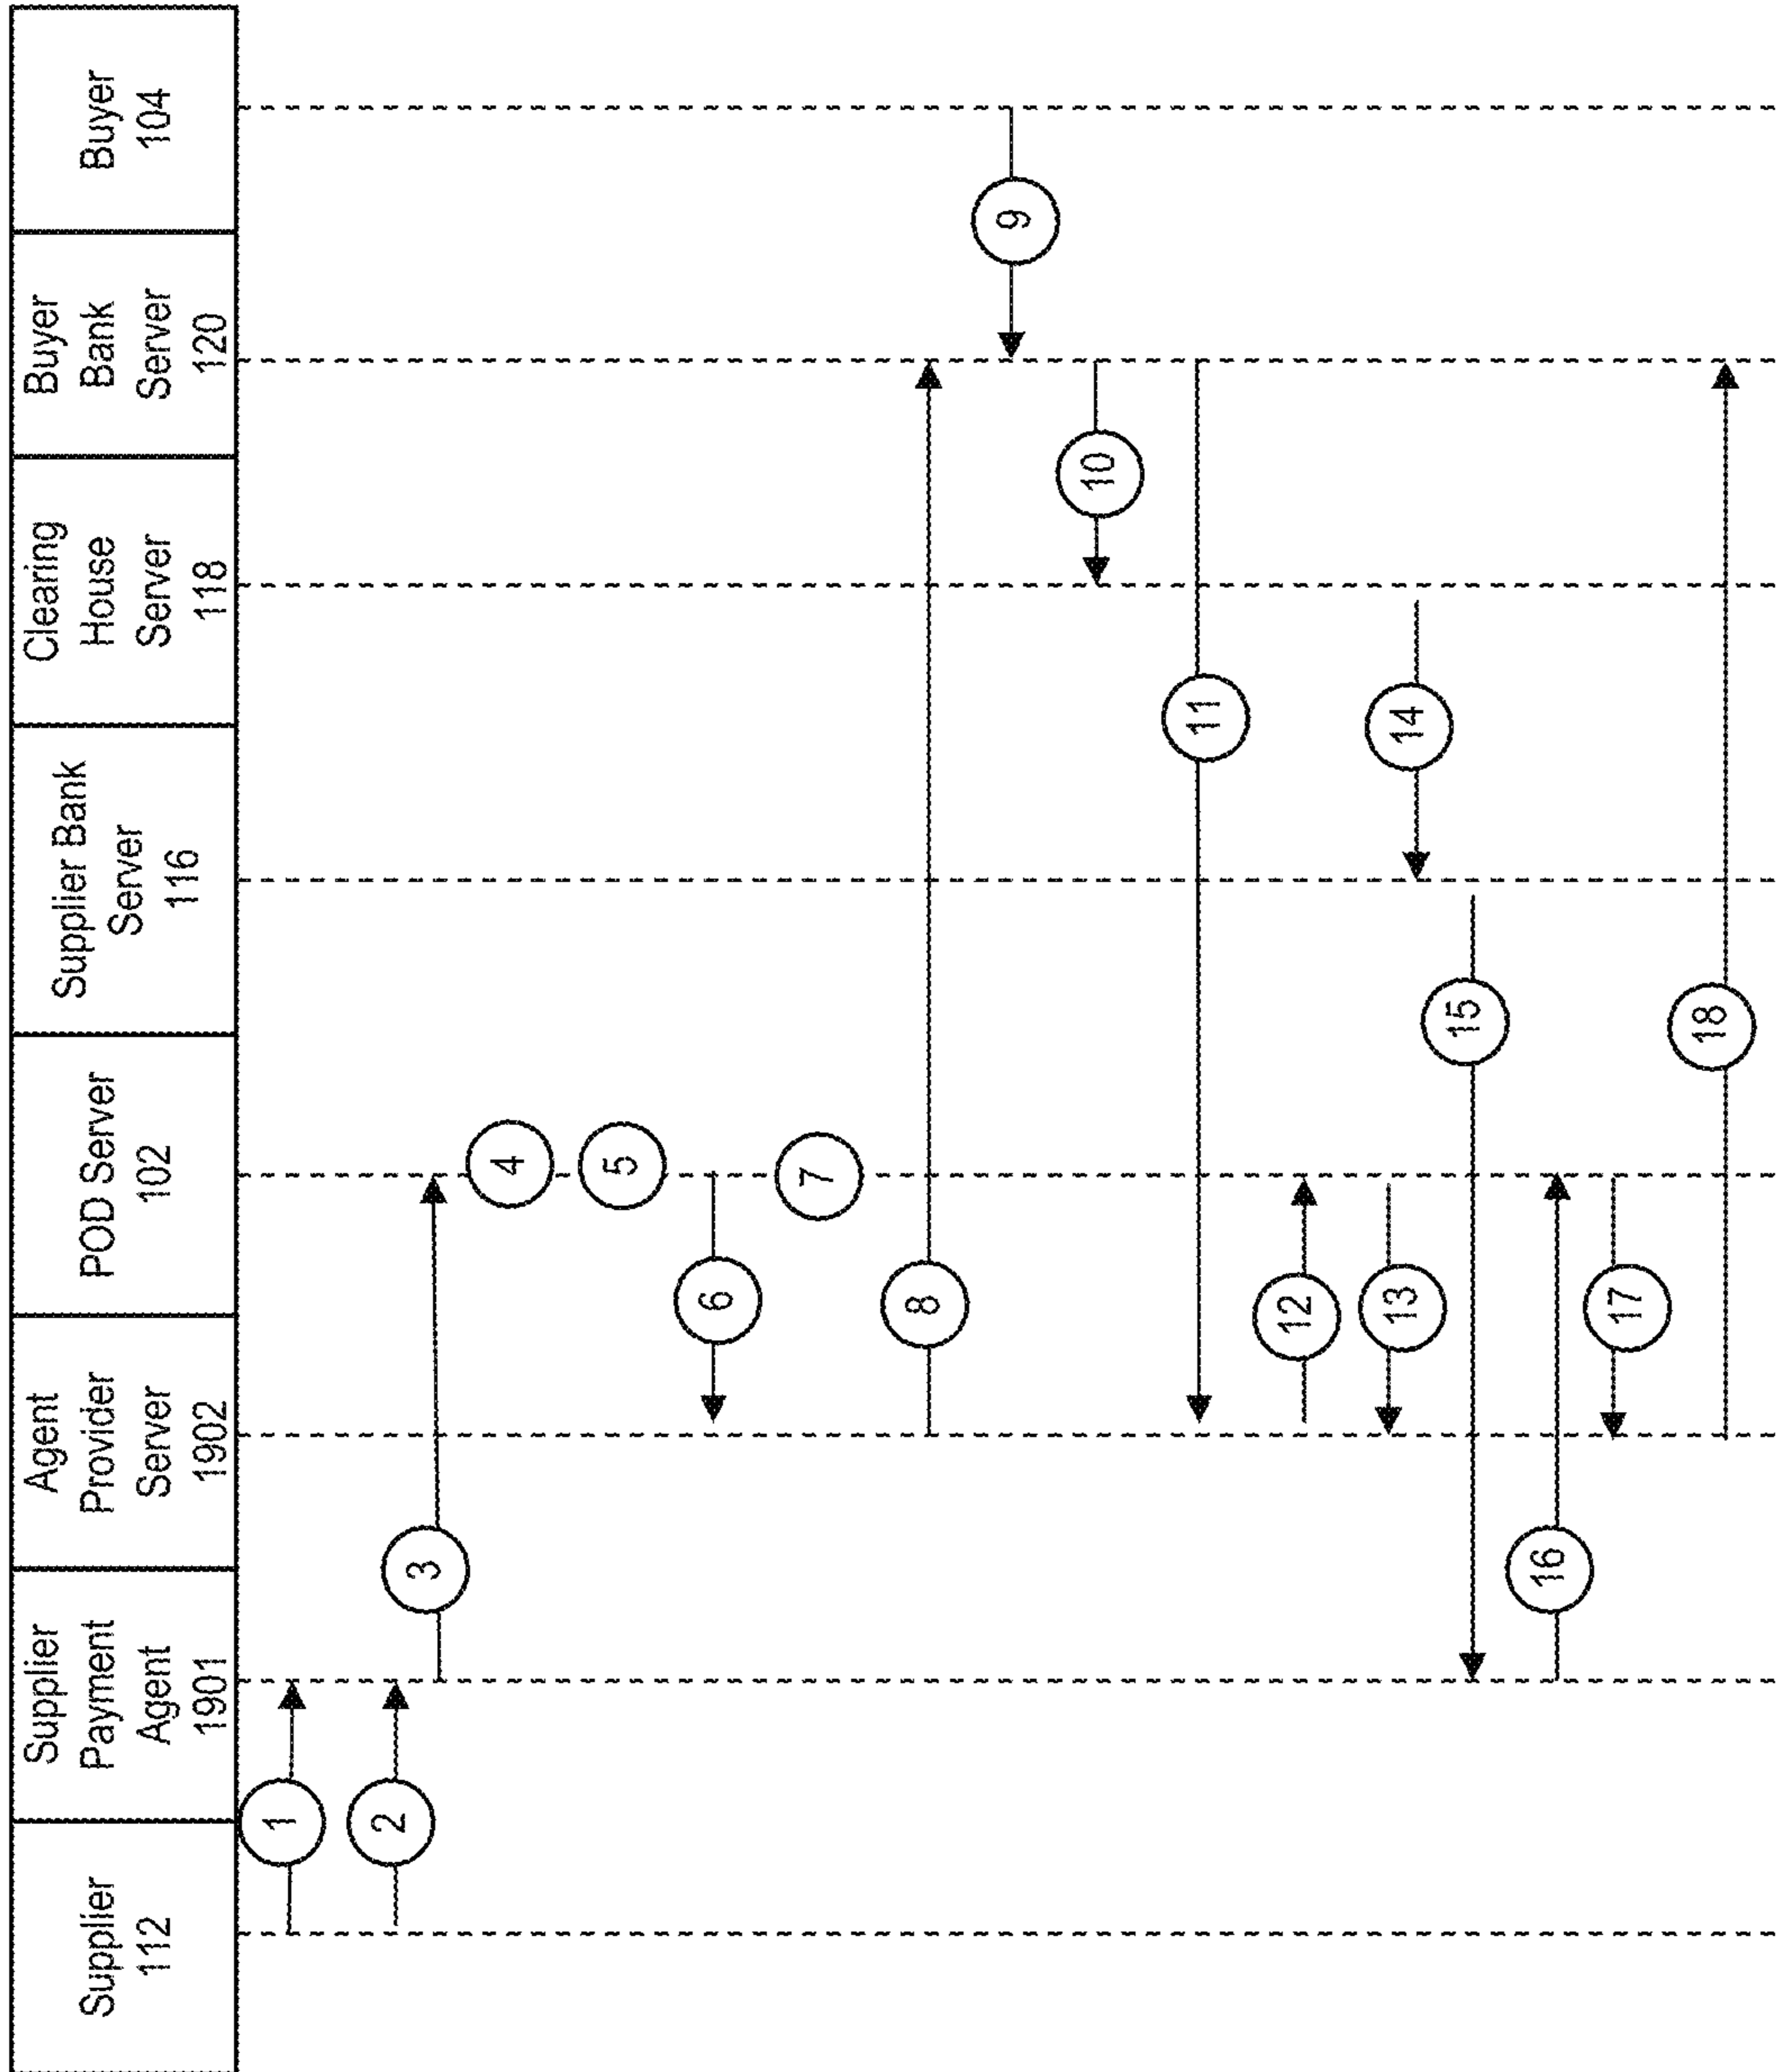 Supplier
112
Supplier
Payment
Agent
1901
Agent
Provider
Server
1902
POD Server
102
Supplier Bank
Server
116
Clearing
House
Server
118
Buyer
Bank
Server
120
Buyer
104
1
2
3
4
5
6
7
8
9
10
11
12
13
14
15
16
17
18